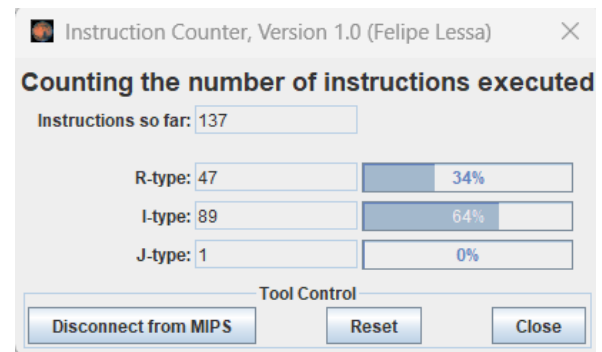 Instruction Counter, Version 1.0 (Felipe Lessa)
Counting the number of instructions executed
Instructions so far: 137
R-type: 47 34%
I-type: 89 64%
J-type: 1 0%
Tool Control
Disconnect from MIPS Reset Close